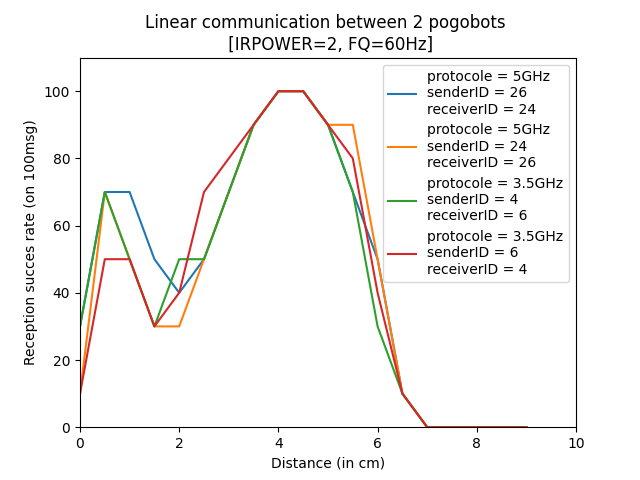 Linear communication between 2 pogobots
[IRPOWER=2, FQ=60Hz]
protocole = 5GHz
senderID = 26
receiverID = 24
protocole = 5GHz
senderID = 24
receiverID = 26
protocole = 3.5GHz
senderID = 4
receiverID = 6
protocole = 3.5GHz
senderID = 6
receiverID = 4
Reception succes rate (on 100msg)
100
80
60
40
20
0
0 2 4 6 8 10
Distance (in cm)